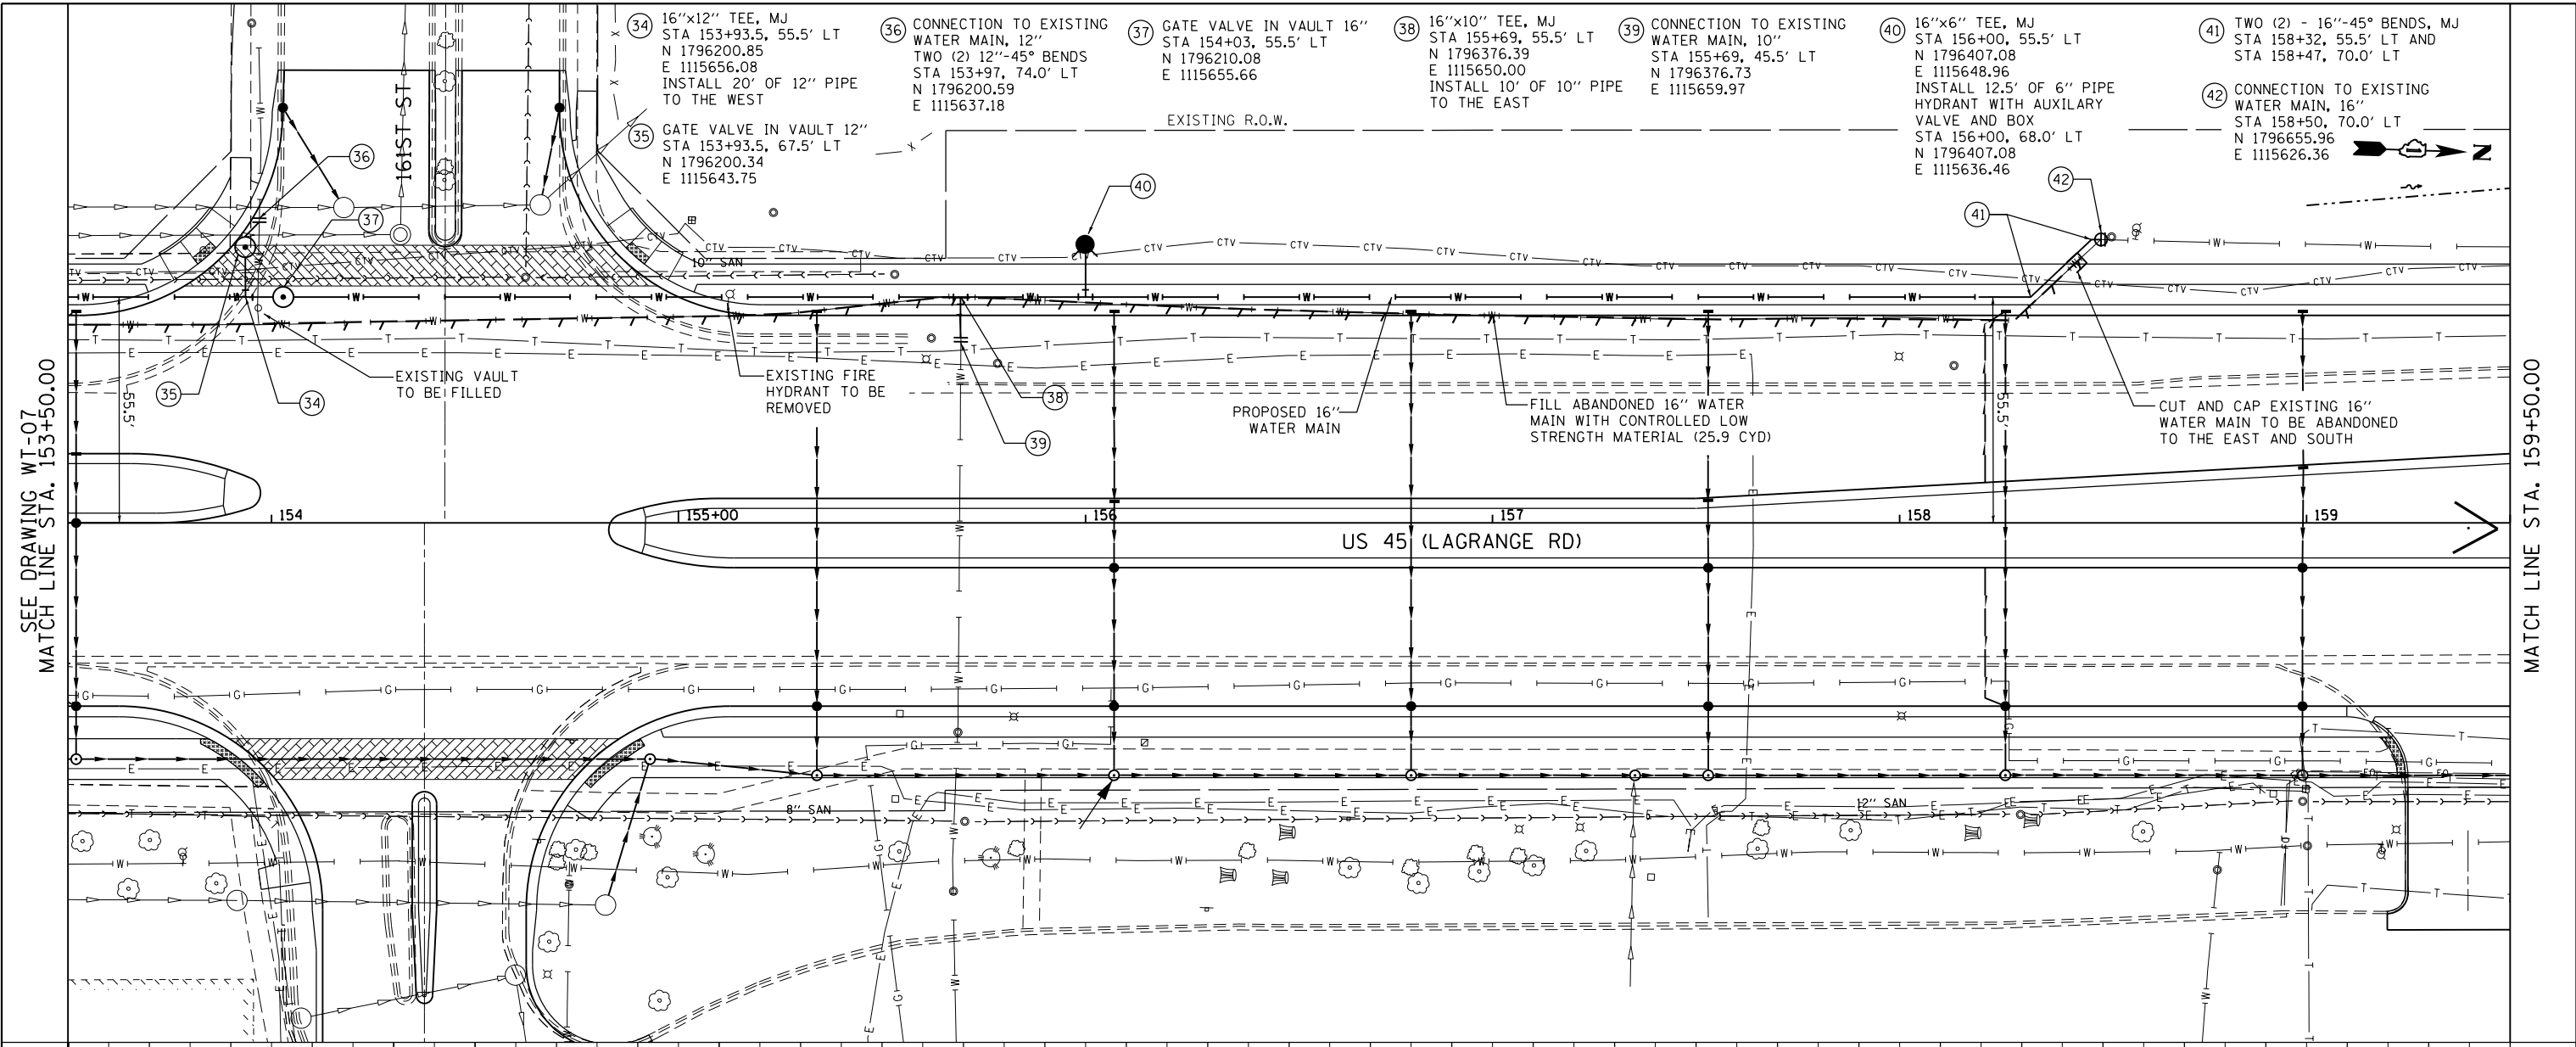 34
16"x12" TEE, MJ
STA 153+93.5, 55.5' LT
N 1796200.85
E 1115656.08
INSTALL 20' OF 12" PIPE
TO THE WEST
35
GATE VALVE IN VAULT 12"
STA 153+93.5, 67.5' LT
N 1796200.34
E 1115643.75
36
CONNECTION TO EXISTING
WATER MAIN, 12"
TWO (2) 12"-45° BENDS
STA 153+97, 74.0' LT
N 1796200.59
E 1115637.18
37
GATE VALVE IN VAULT 16"
STA 154+03, 55.5' LT
N 1796210.08
E 1115655.66
38
16"x10" TEE, MJ
STA 155+69, 55.5' LT
N 1796376.39
E 1115650.00
INSTALL 10' OF 10" PIPE
TO THE EAST
39
CONNECTION TO EXISTING
WATER MAIN, 10"
STA 155+69, 45.5' LT
N 1796376.73
E 1115659.97
40
16"x6" TEE, MJ
STA 156+00, 55.5' LT
N 1796407.08
E 1115648.96
INSTALL 12.5' OF 6" PIPE
HYDRANT WITH AUXILARY
VALVE AND BOX
STA 156+00, 68.0' LT
N 1796407.08
E 1115636.46
41
TWO (2) - 16"-45° BENDS, MJ
STA 158+32, 55.5' LT AND
STA 158+47, 70.0' LT
42
CONNECTION TO EXISTING
WATER MAIN, 16"
STA 158+50, 70.0' LT
N 1796655.96
E 1115626.36
N
EXISTING R.O.W.
161ST ST
36
37
40
41
42
10" SAN
35
34
EXISTING VAULT
TO BE FILLED
EXISTING FIRE
HYDRANT TO BE
REMOVED
38
39
PROPOSED 16"
WATER MAIN
FILL ABANDONED 16" WATER
MAIN WITH CONTROLLED LOW
STRENGTH MATERIAL (25.9 CYD)
CUT AND CAP EXISTING 16"
WATER MAIN TO BE ABANDONED
TO THE EAST AND SOUTH
55.5'
55.5'
SEE DRAWING WT-07
MATCH LINE STA. 153+50.00
MATCH LINE STA. 159+50.00
154
155+00
156
157
158
159
US 45 (LAGRANGE RD)
8" SAN
12" SAN